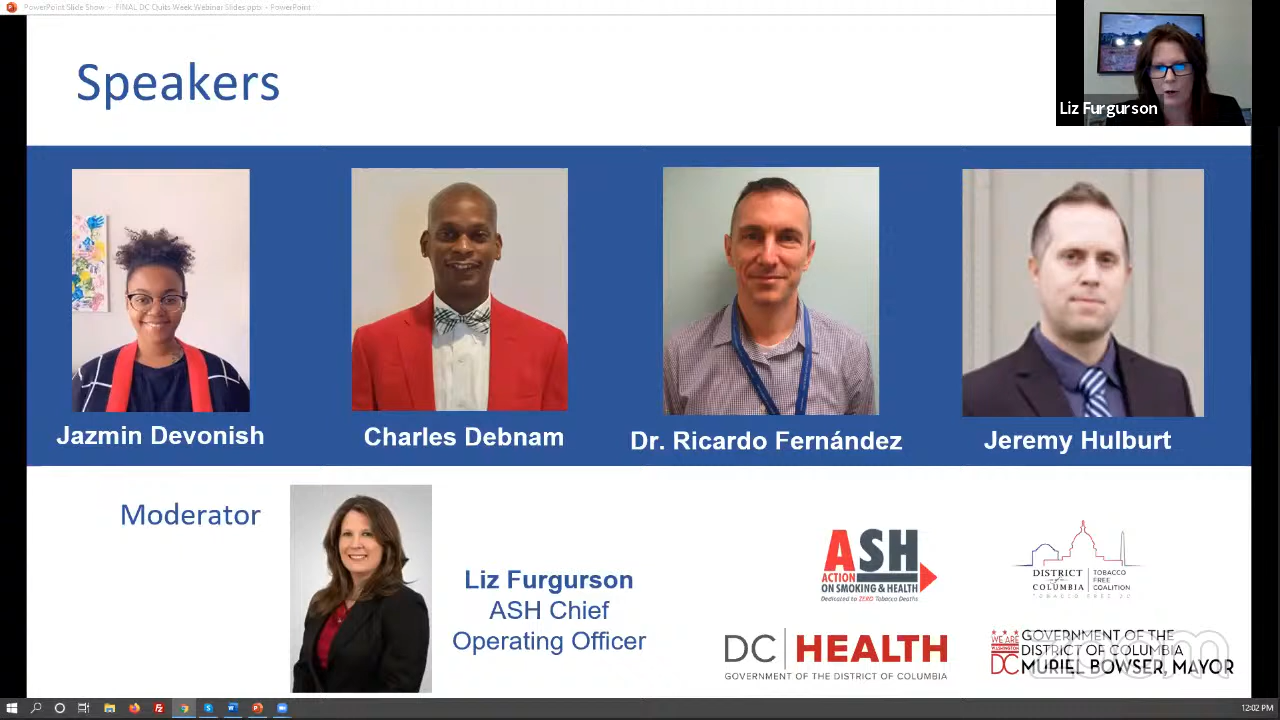 PowerPoint Slide Show - FINAL DC Quits Week Webinar Slides.pptx - PowerPoint
Speakers
Liz Furgurson
Jazmin Devonish
Charles Debnam
Dr. Ricardo Fernández
Jeremy Hulburt
Moderator
Liz Furgurson
ASH Chief
Operating Officer
ASH
ACTION
ON SMOKING & HEALTH
Dedicated to ZERO Tobacco Deaths
DISTRICT
of
COLUMBIA
TOBACCO
FREE
COALITION
TOBACCO FREE DC
DC HEALTH
GOVERNMENT OF THE DISTRICT OF COLUMBIA
WE ARE
WASHINGTON
DC
GOVERNMENT OF THE
DISTRICT OF COLUMBIA
MURIEL BOWSER, MAYOR
zoom
12:02 PM